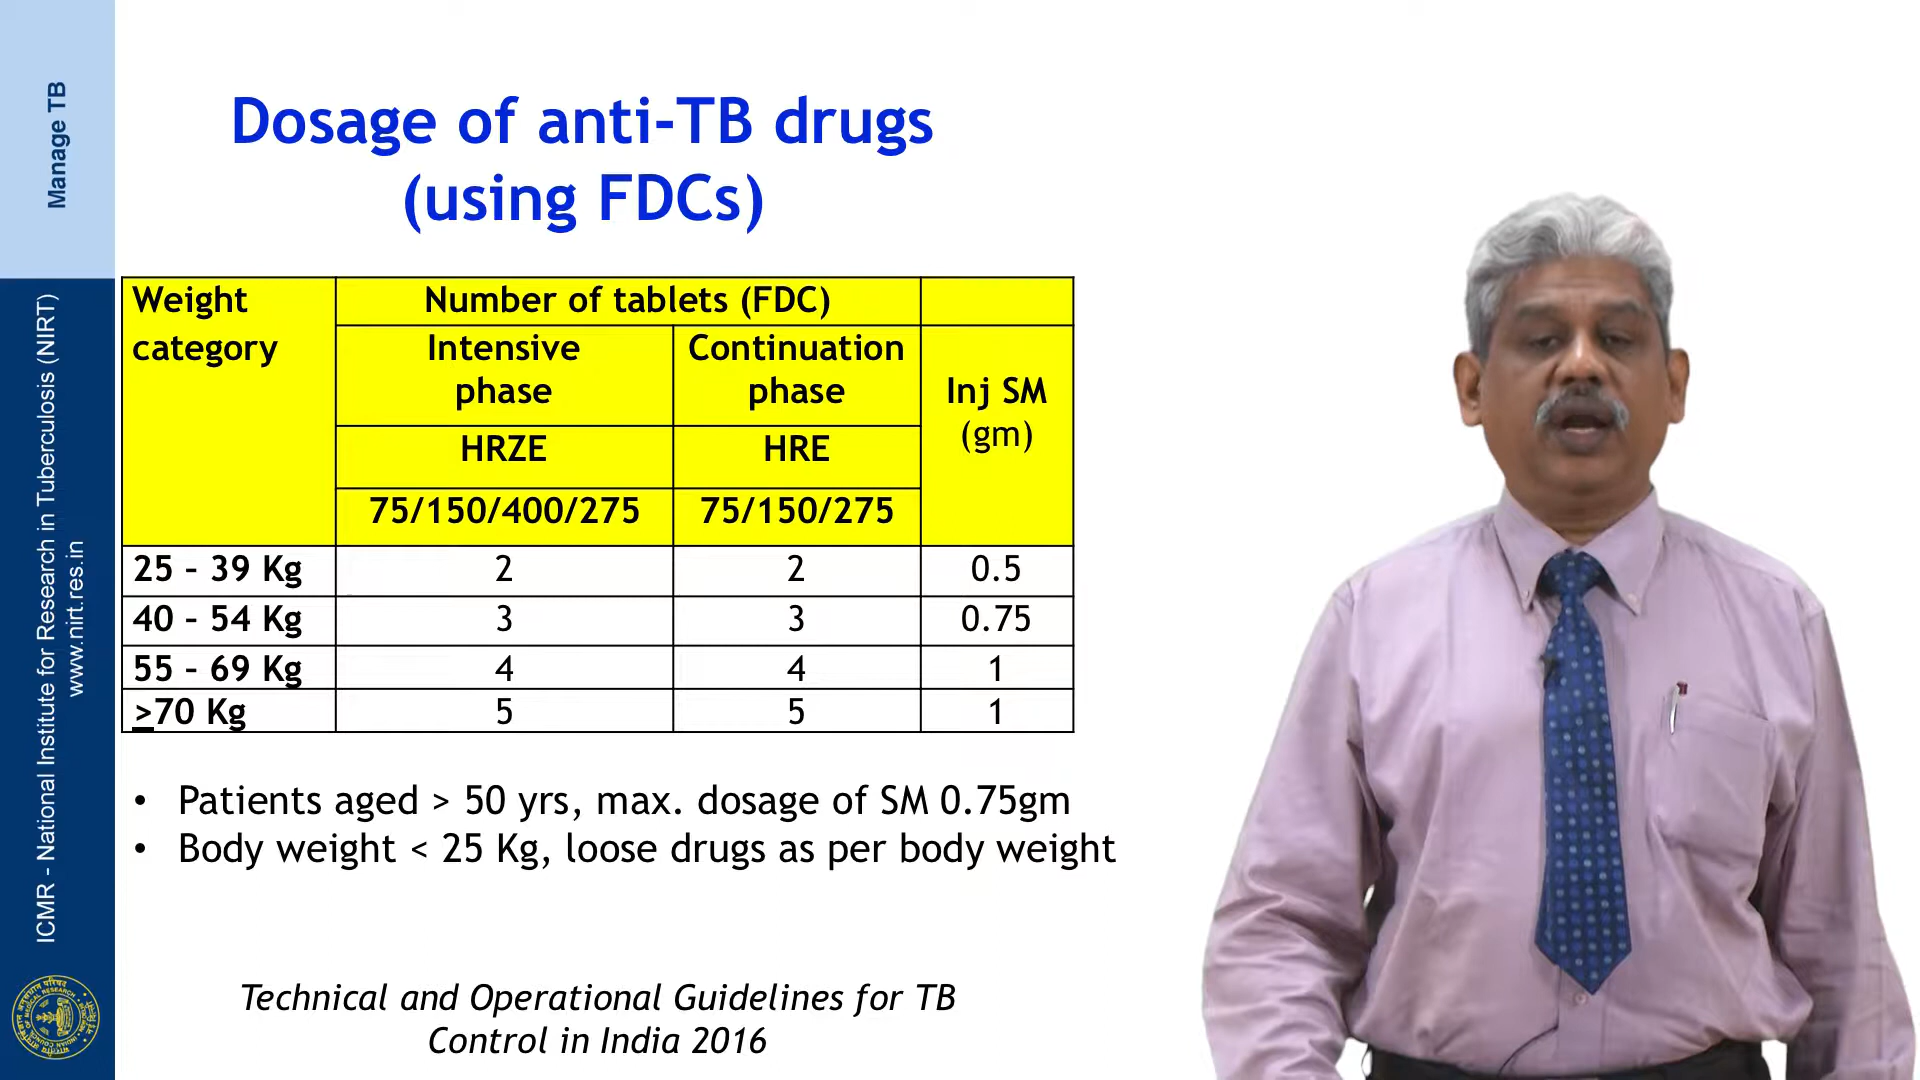 Manage TB
ICMR - National Institute for Research in Tuberculosis (NIRT)
www.nirt.res.in
Dosage of anti-TB drugs
(using FDCs)
Weight category
Number of tablets (FDC)
Intensive phase
Continuation phase
Inj SM (gm)
HRZE
HRE
75/150/400/275
75/150/275
25 – 39 Kg 2 2 0.5
40 – 54 Kg 3 3 0.75
55 – 69 Kg 4 4 1
>70 Kg 5 5 1
• Patients aged > 50 yrs, max. dosage of SM 0.75gm
• Body weight < 25 Kg, loose drugs as per body weight
Technical and Operational Guidelines for TB
Control in India 2016